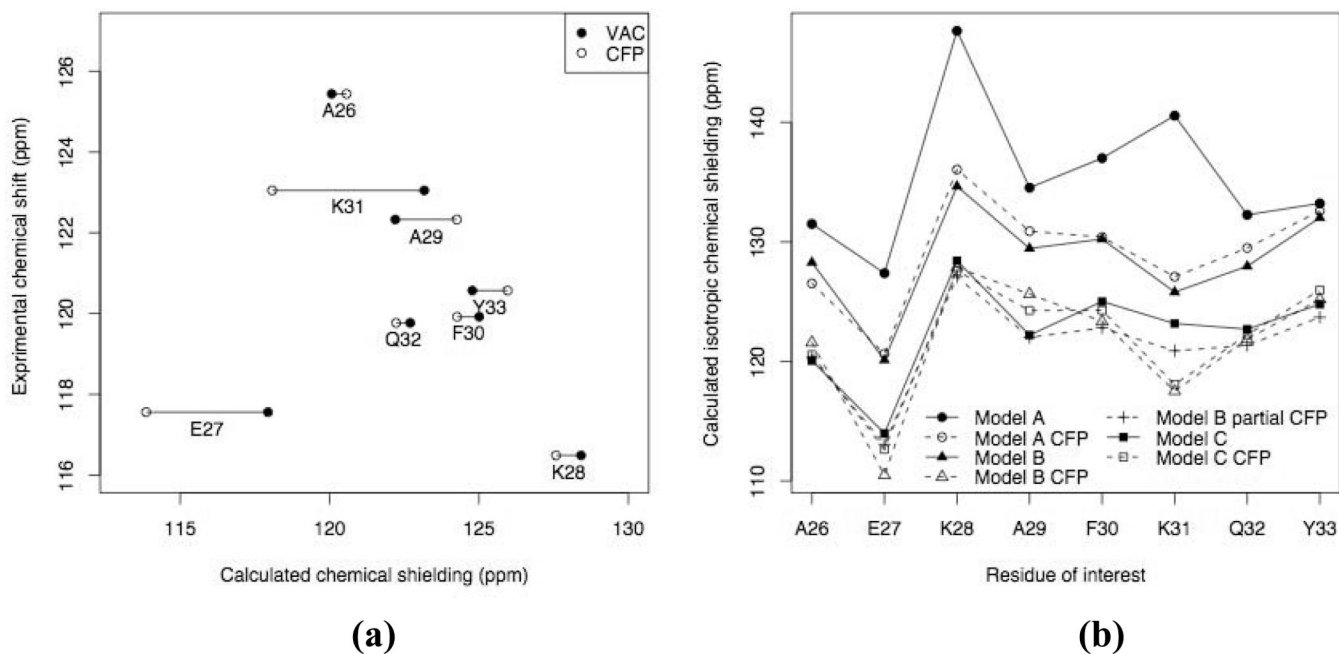 VAC
CFP
126
124
122
120
118
116
Exprimental chemical shift (ppm)
A26
K31
A29
Y33
F30
Q32
E27
K28
115
120
125
130
Calculated chemical shielding (ppm)
(a)
140
130
120
110
Calculated isotropic chemical shielding (ppm)
Model A
Model A CFP
Model B
Model B CFP
Model B partial CFP
Model C
Model C CFP
A26
E27
K28
A29
F30
K31
Q32
Y33
Residue of interest
(b)